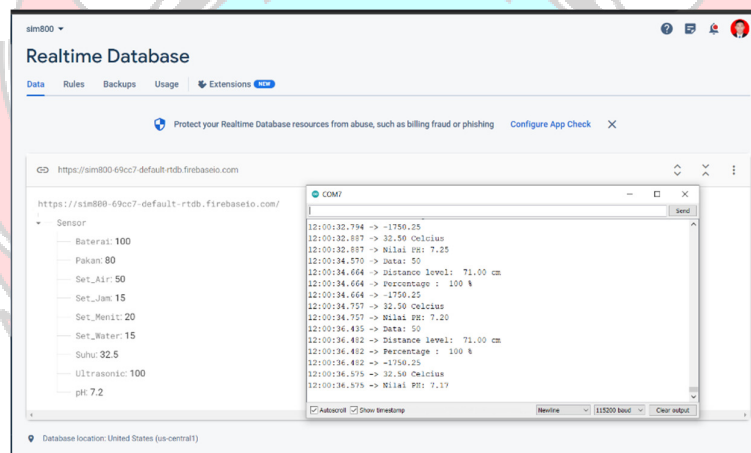 sim800
Realtime Database
Data Rules Backups Usage Extensions NEW
Protect your Realtime Database resources from abuse, such as billing fraud or phishing Configure App Check
https://sim800-69cc7-default-rtdb.firebaseio.com
https://sim800-69cc7-default-rtdb.firebaseio.com/
Sensor
Baterai: 100
Pakan: 80
Set_Air: 50
Set_Jam: 15
Set_Menit: 20
Set_Water: 15
Suhu: 32.5
Ultrasonic: 100
pH: 7.2
COM7
Send
12:00:32.794 -> -1750.25
12:00:32.887 -> 32.50 Celcius
12:00:32.887 -> Nilai PH: 7.25
12:00:34.570 -> Data: 50
12:00:34.664 -> Distance level: 71.00 cm
12:00:34.664 -> Percentage : 100 %
12:00:34.664 -> -1750.25
12:00:34.757 -> 32.50 Celcius
12:00:34.757 -> Nilai PH: 7.20
12:00:36.435 -> Data: 50
12:00:36.482 -> Distance level: 71.00 cm
12:00:36.482 -> Percentage : 100 %
12:00:36.482 -> -1750.25
12:00:36.575 -> 32.50 Celcius
12:00:36.575 -> Nilai PH: 7.17
Autoscroll Show timestamp Newline 115200 baud Clear output
Database location: United States (us-central1)